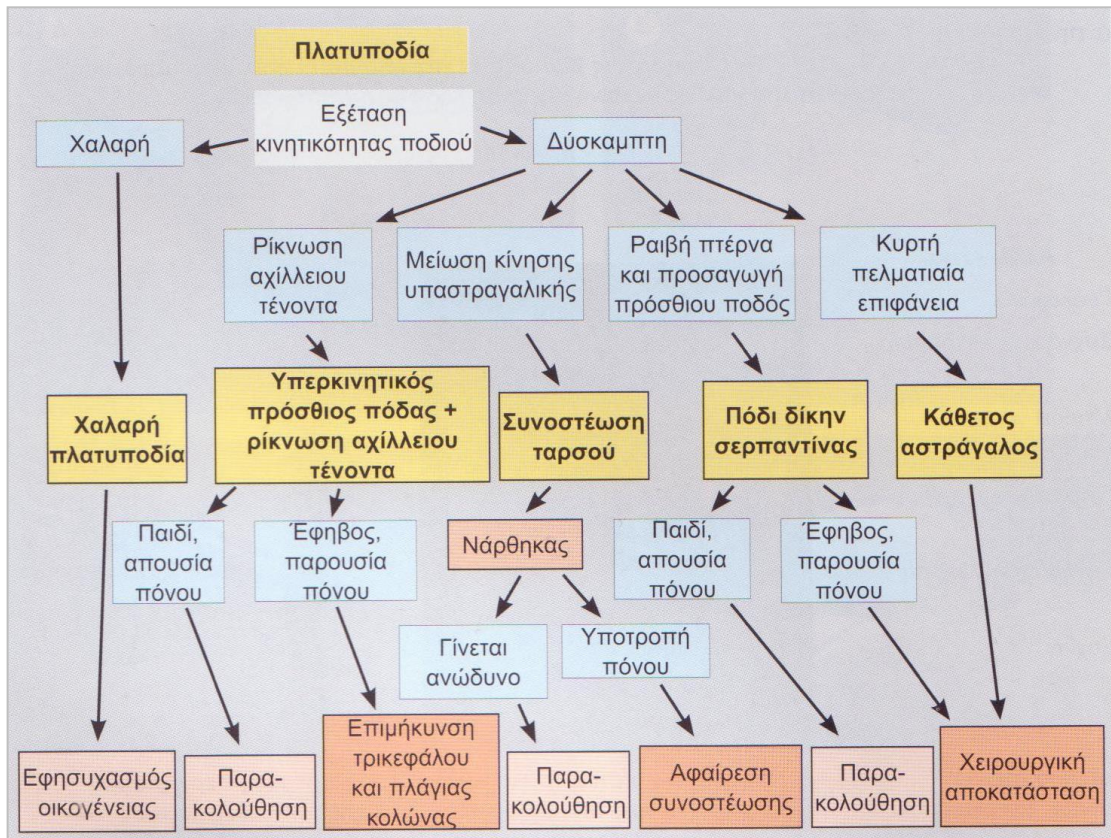 Πλατυποδία
Εξέταση
κινητικότητας ποδιού
Χαλαρή
Δύσκαμπτη
Ρίκνωση
αχίλλειου
τένοντα
Μείωση κίνησης
υπαστραγαλικής
Ραιβή πτέρνα
και προσαγωγή
πρόσθιου ποδός
Κυρτή
πελματιαία
επιφάνεια
Χαλαρή
πλατυποδία
Υπερκινητικός
πρόσθιος πόδας +
ρίκνωση αχίλλειου
τένοντα
Συνοστέωση
ταρσού
Πόδι δίκην
σερπαντίνας
Κάθετος
αστράγαλος
Παιδί,
απουσία
πόνου
Έφηβος,
παρουσία
πόνου
Νάρθηκας
Παιδί,
απουσία
πόνου
Έφηβος,
παρουσία
πόνου
Γίνεται
ανώδυνο
Υποτροπή
πόνου
Εφησυχασμός
οικογένειας
Παρα-
κολούθηση
Επιμήκυνση
τρικεφάλου
και πλάγιας
κολώνας
Παρα-
κολούθηση
Αφαίρεση
συνοστέωσης
Παρα-
κολούθηση
Χειρουργική
αποκατάσταση